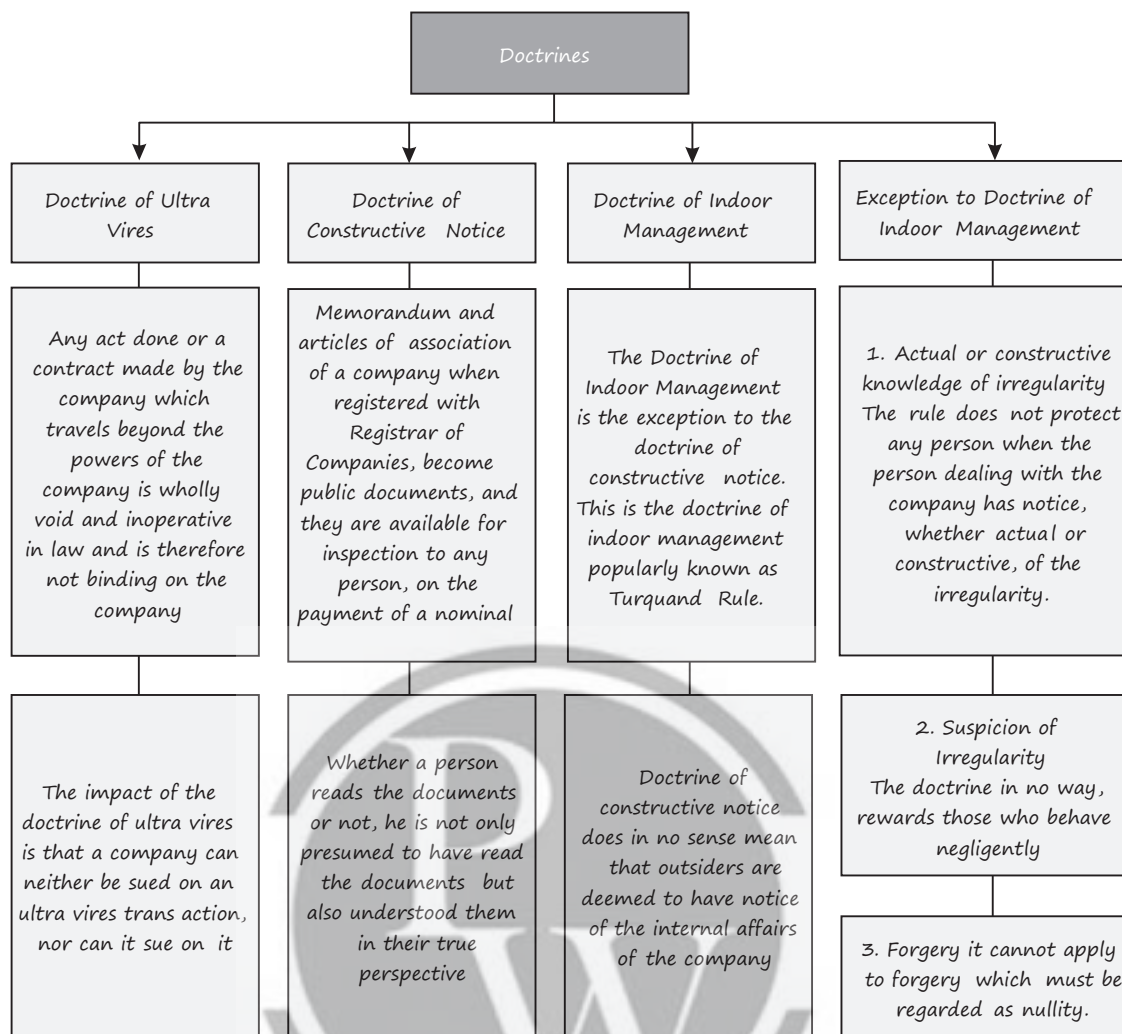 Doctrines
Doctrine of Ultra
Vires
Any act done or a
contract made by the
company which
travels beyond the
powers of the
company is wholly
void and inoperative
in law and is therefore
not binding on the
company
The impact of the
doctrine of ultra vires
is that a company can
neither be sued on an
ultra vires trans action,
nor can it sue on it
Doctrine of
Constructive Notice
Memorandum and
articles of association
of a company when
registered with
Registrar of
Companies, become
public documents, and
they are available for
inspection to any
person, on the
payment of a nominal
Whether a person
reads the documents
or not, he is not only
presumed to have read
the documents but
also understood them
in their true
perspective
Doctrine of Indoor
Management
The Doctrine of
Indoor Management
is the exception to the
doctrine of
constructive notice.
This is the doctrine of
indoor management
popularly known as
Turquand Rule.
Doctrine of
constructive notice
does in no sense mean
that outsiders are
deemed to have notice
of the internal affairs
of the company
Exception to Doctrine of
Indoor Management
1. Actual or constructive
knowledge of irregularity
The rule does not protect
any person when the
person dealing with the
company has notice,
whether actual or
constructive, of the
irregularity.
2. Suspicion of
Irregularity
The doctrine in no way,
rewards those who behave
negligently
3. Forgery it cannot apply
to forgery which must be
regarded as nullity.
P
W